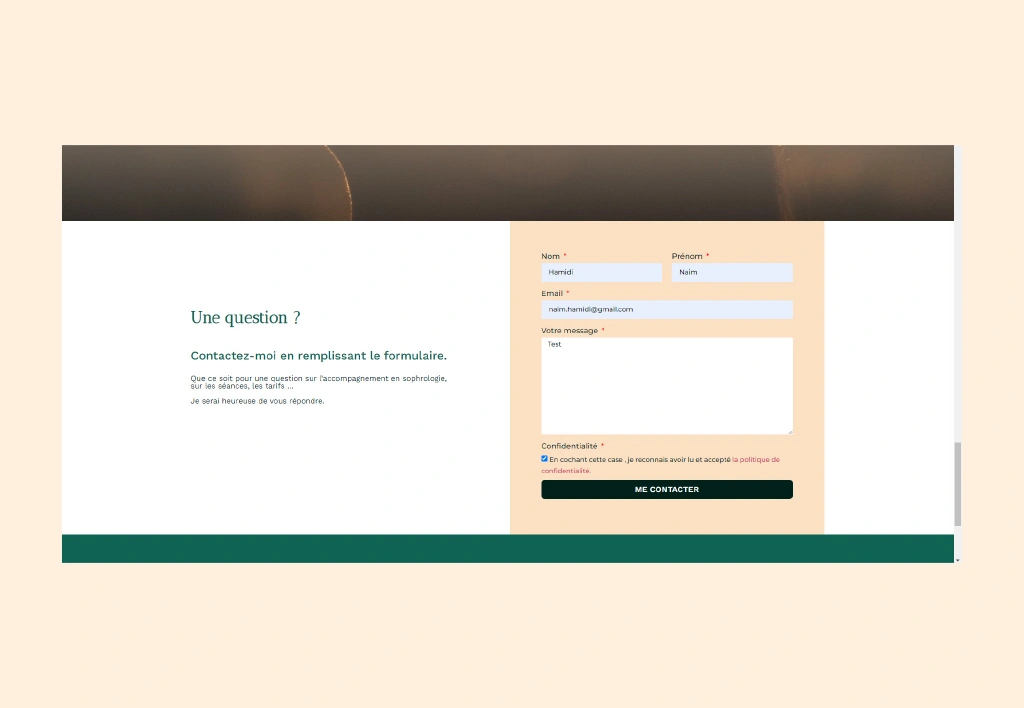 Une question ?
Contactez-moi en remplissant le formulaire.
Que ce soit pour une question sur l'accompagnement en sophrologie,
sur les séances, les tarifs ...
Je serai heureuse de vous répondre.
Nom * Prénom *
Hamidi Naim
Email *
naim.hamidi@gmail.com
Votre message *
Test
Confidentialité *
En cochant cette case , je reconnais avoir lu et accepté la politique de
confidentialité.
ME CONTACTER